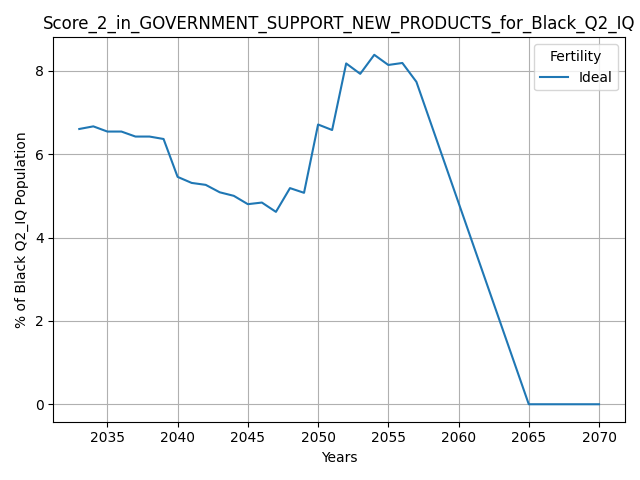 Score_2_in_GOVERNMENT_SUPPORT_NEW_PRODUCTS_for_Black_Q2_IQ
Fertility
Ideal
% of Black Q2_IQ Population
8
6
4
2
0
2035 2040 2045 2050 2055 2060 2065 2070
Years